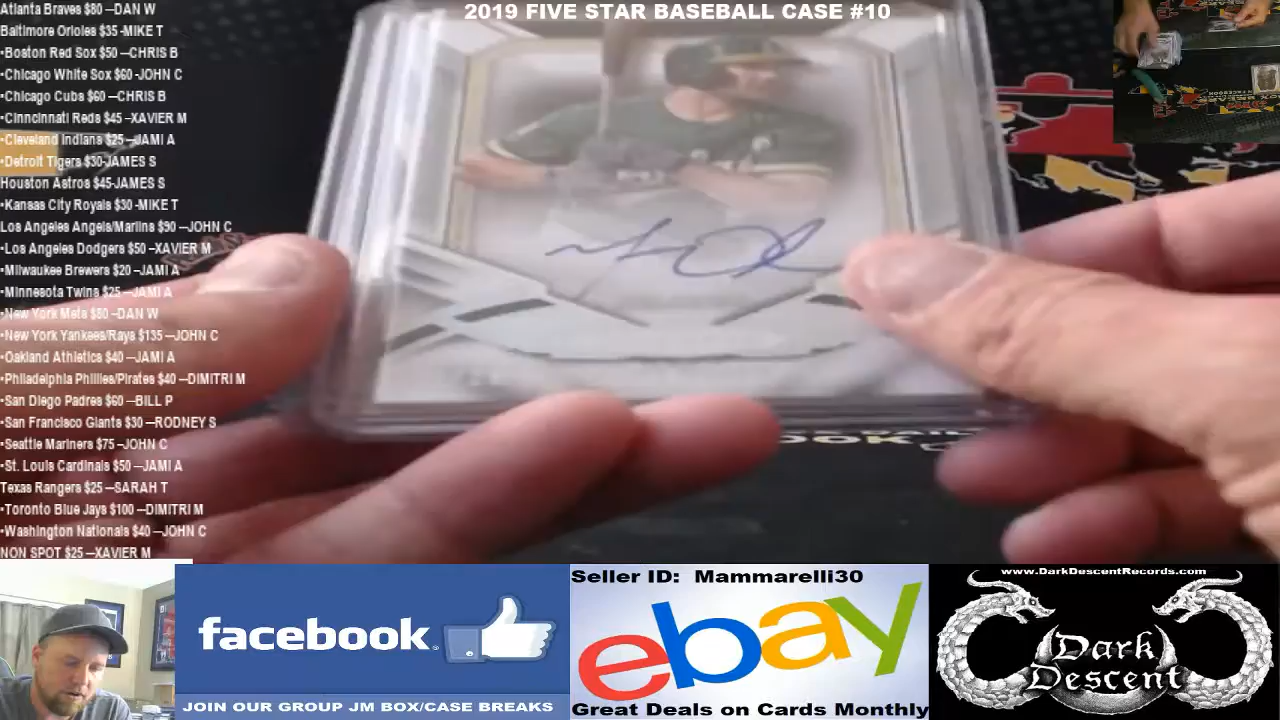 2019 FIVE STAR BASEBALL CASE #10
Atlanta Braves $80 --DAN W
Baltimore Orioles $35 -MIKE T
•Boston Red Sox $50 --CHRIS B
•Chicago White Sox $60 -JOHN C
•Chicago Cubs $60 --CHRIS B
•Cinncinnati Reds $45 --XAVIER M
•Cleveland Indians $25 --JAMI A
•Detroit Tigers $30-JAMES S
Houston Astros $45-JAMES S
•Kansas City Royals $30 -MIKE T
Los Angeles Angels/Marlins $90 --JOHN C
•Los Angeles Dodgers $50 --XAVIER M
•Milwaukee Brewers $20 --JAMI A
•Minnesota Twins $25 --JAMI A
•New York Mets $80 --DAN W
•New York Yankees/Rays $135 --JOHN C
•Oakland Athletics $40 --JAMI A
•Philadelphia Phillies/Pirates $40 --DIMITRI M
•San Diego Padres $60 --BILL P
•San Francisco Giants $30 --RODNEY S
•Seattle Mariners $75 --JOHN C
•St. Louis Cardinals $50 --JAMI A
Texas Rangers $25 --SARAH T
•Toronto Blue Jays $100 --DIMITRI M
•Washington Nationals $40 --JOHN C
NON SPOT $25 --XAVIER M
facebook
JOIN OUR GROUP JM BOX/CASE BREAKS
Seller ID: Mammarelli30
ebay
Great Deals on Cards Monthly
www.DarkDescentRecords.com
Dark
Descent